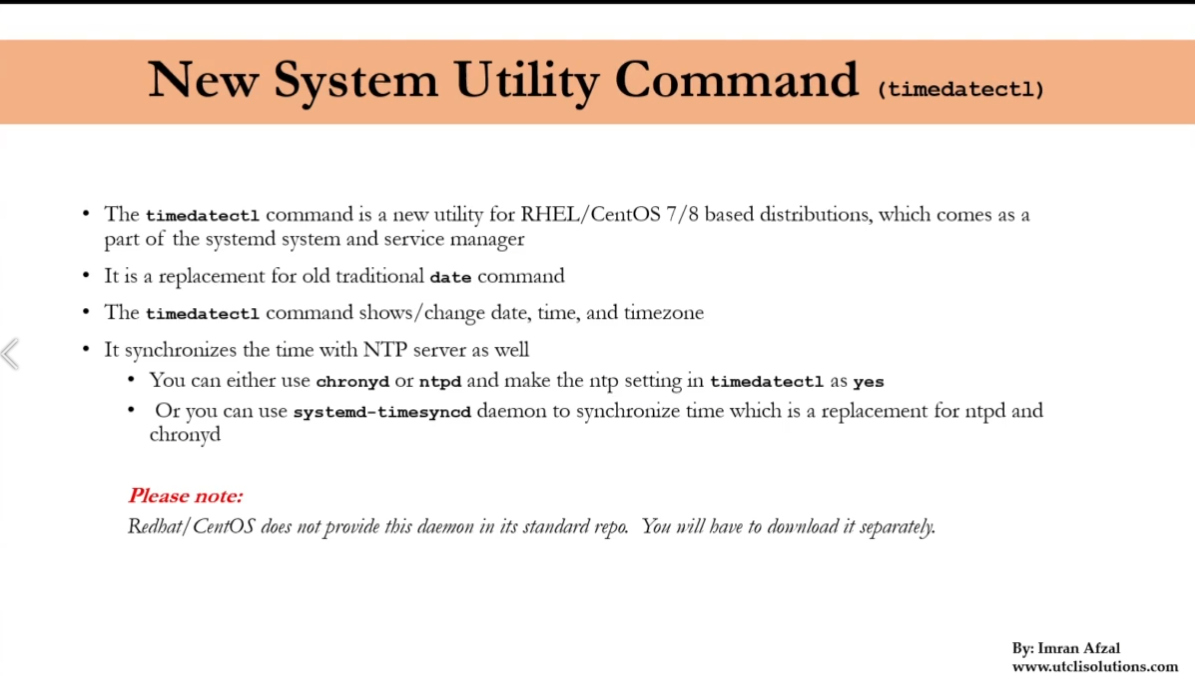 New System Utility Command (timedatectl)
• The timedatectl command is a new utility for RHEL/CentOS 7/8 based distributions, which comes as a
part of the systemd system and service manager
• It is a replacement for old traditional date command
• The timedatectl command shows/change date, time, and timezone
• It synchronizes the time with NTP server as well
• You can either use chronyd or ntpd and make the ntp setting in timedatectl as yes
• Or you can use systemd-timesyncd daemon to synchronize time which is a replacement for ntpd and
chronyd
Please note:
Redhat/CentOS does not provide this daemon in its standard repo. You will have to download it separately.
By: Imran Afzal
www.utclisolutions.com